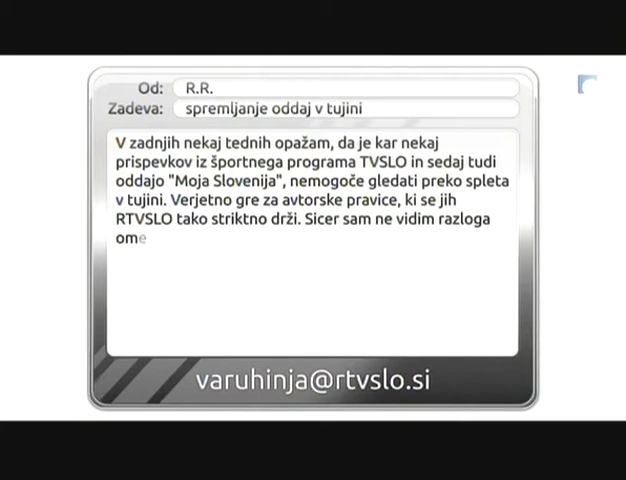 Od: R.R.
Zadeva: spremljanje oddaj v tujini
V zadnjih nekaj tednih opažam, da je kar nekaj
prispevkov iz športnega programa TVSLO in sedaj tudi
oddajo "Moja Slovenija", nemogoče gledati preko spleta
v tujini. Verjetno gre za avtorske pravice, ki se jih
RTVSLO tako striktno drži. Sicer sam ne vidim razloga
ome
varuhinja@rtvslo.si